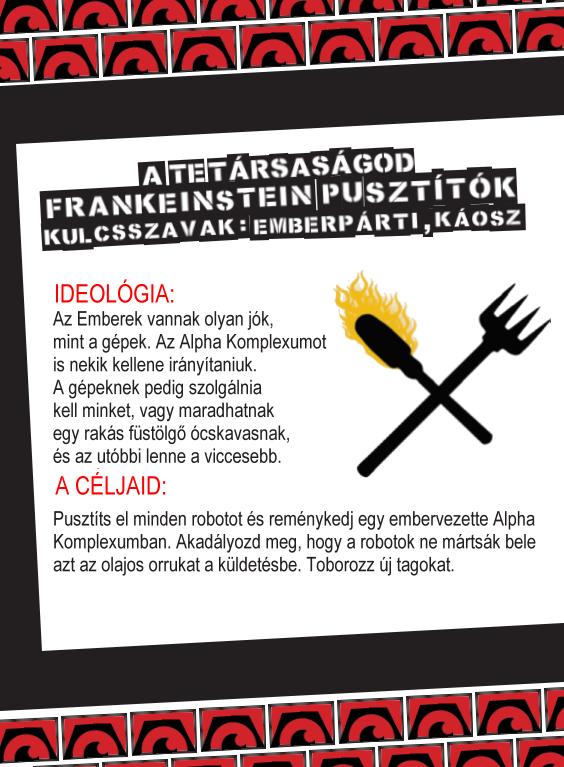 A TE TÁRSASÁGOD
FRANKEINSTEIN PUSZTÍTÓK
KULCSSZAVAK: EMBERPÁRTI, KÁOSZ
IDEOLÓGIA:
Az Emberek vannak olyan jók,
mint a gépek. Az Alpha Komplexumot
is nekik kellene irányítaniuk.
A gépeknek pedig szolgálnia
kell minket, vagy maradhatnak
egy rakás füstölgő ócskavasnak,
és az utóbbi lenne a viccesebb.
A CÉLJAID:
Pusztíts el minden robotot és reménykedj egy embervezette Alpha
Komplexumban. Akadályozd meg, hogy a robotok ne mártsák bele
azt az olajos orrukat a küldetésbe. Toborozz új tagokat.